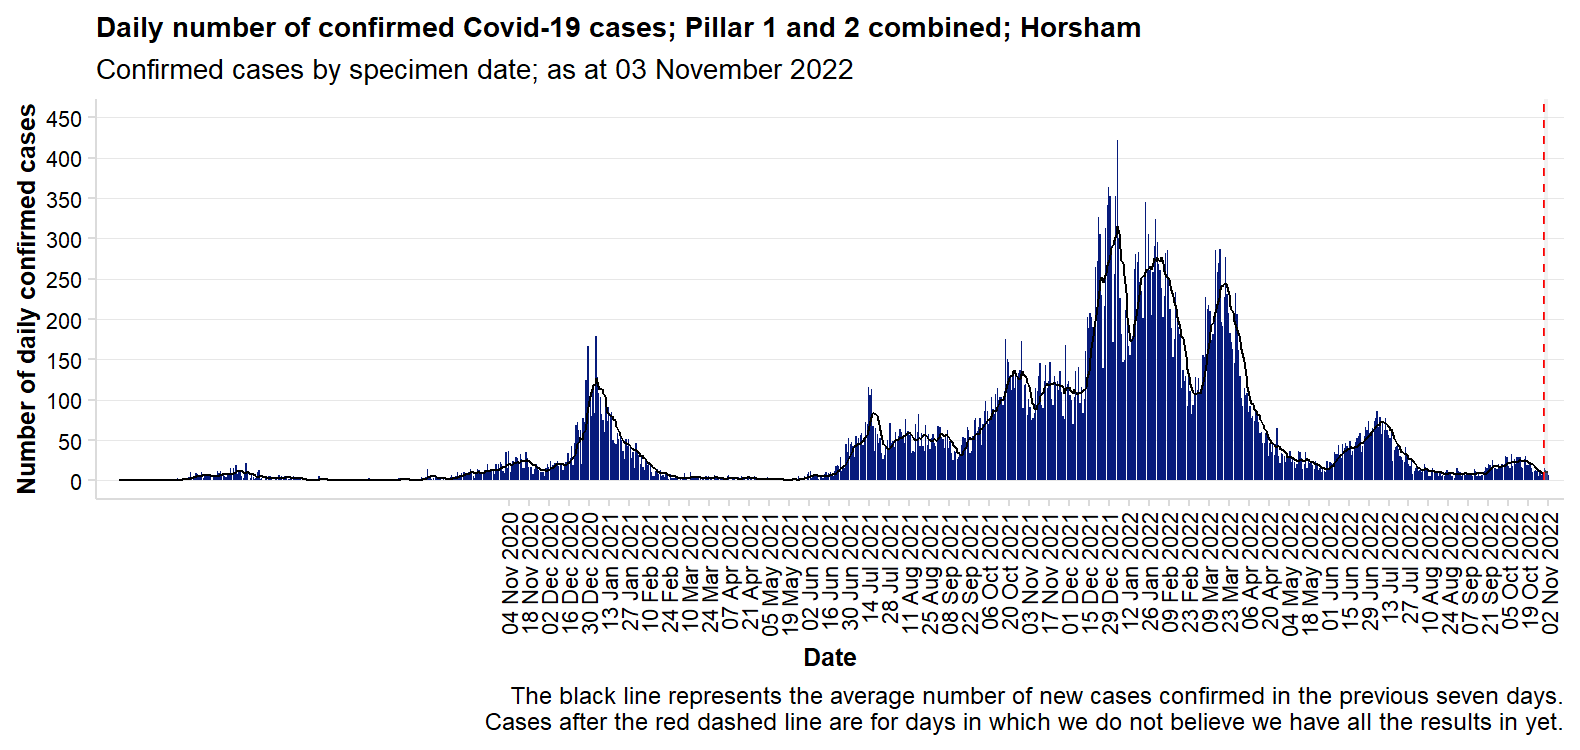 Daily number of confirmed Covid-19 cases; Pillar 1 and 2 combined; Horsham
Confirmed cases by specimen date; as at 03 November 2022
Number of daily confirmed cases
450
400
350
300
250
200
150
100
50
0
04 Nov 2020
18 Nov 2020
02 Dec 2020
16 Dec 2020
30 Dec 2020
13 Jan 2021
27 Jan 2021
10 Feb 2021
24 Feb 2021
10 Mar 2021
24 Mar 2021
07 Apr 2021
21 Apr 2021
05 May 2021
19 May 2021
02 Jun 2021
16 Jun 2021
30 Jun 2021
14 Jul 2021
28 Jul 2021
11 Aug 2021
25 Aug 2021
08 Sep 2021
22 Sep 2021
06 Oct 2021
20 Oct 2021
03 Nov 2021
17 Nov 2021
01 Dec 2021
15 Dec 2021
29 Dec 2021
12 Jan 2022
26 Jan 2022
09 Feb 2022
23 Feb 2022
09 Mar 2022
23 Mar 2022
06 Apr 2022
20 Apr 2022
04 May 2022
18 May 2022
01 Jun 2022
15 Jun 2022
29 Jun 2022
13 Jul 2022
27 Jul 2022
10 Aug 2022
24 Aug 2022
07 Sep 2022
21 Sep 2022
05 Oct 2022
19 Oct 2022
02 Nov 2022
Date
The black line represents the average number of new cases confirmed in the previous seven days.
Cases after the red dashed line are for days in which we do not believe we have all the results in yet.